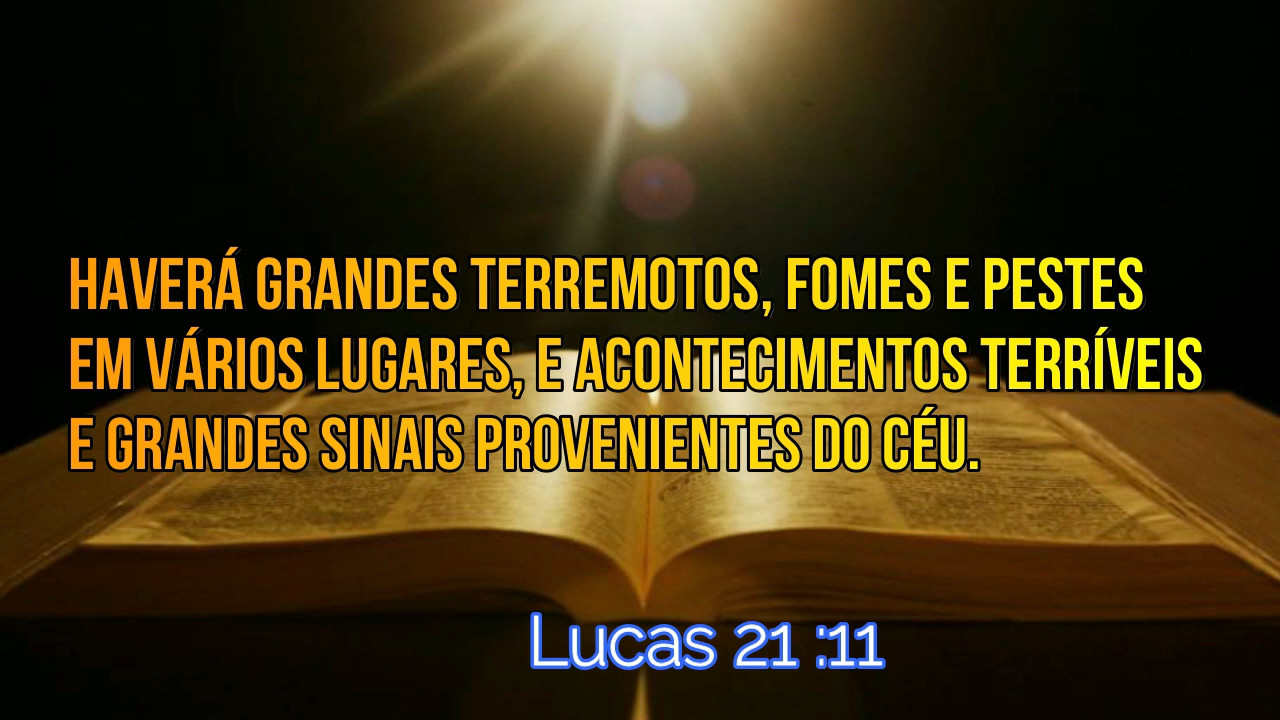 HAVERÁ GRANDES TERREMOTOS, FOMES E PESTES
EM VÁRIOS LUGARES, E ACONTECIMENTOS TERRÍVEIS
E GRANDES SINAIS PROVENIENTES DO CÉU.
Lucas 21 :11